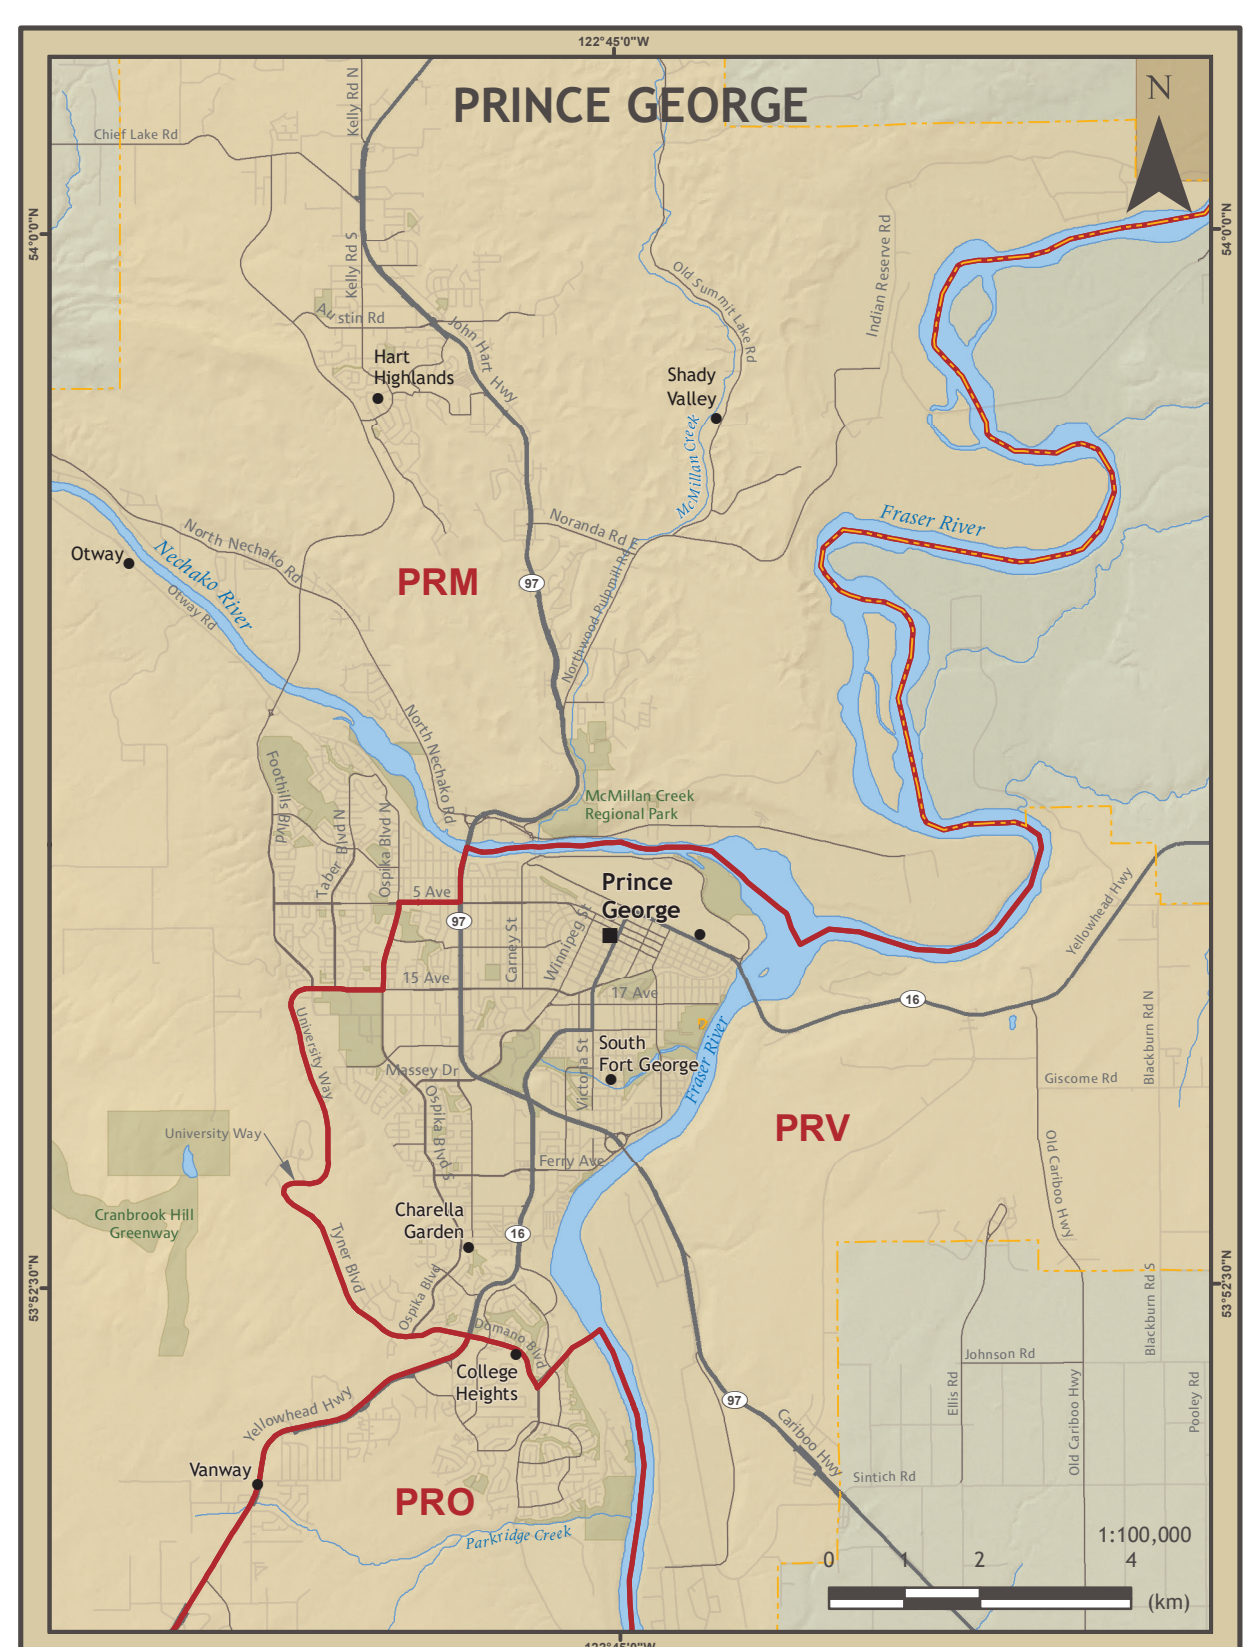 122°45'0"W
PRINCE GEORGE
N
Kelly Rd N
Chief Lake Rd
54°0'0"N
54°0'0"N
Kelly Rd S
Indian Reserve Rd
Old Summit Lake Rd
Austin Rd
John Hart Hwy
Hart
Highlands
Shady
Valley
McMillan Creek
Fraser River
North Nechako Rd
Noranda Rd
Otway
Nechako River
PRM
97
Otway Rd
Northwood Pulpmill Rd
North Nechako Rd
Foothills Blvd
McMillan Creek
Regional Park
Taber Blvd N
Ospika Blvd N
5 Ave
Prince
George
97
Carney St
Winnipeg St
Yellowhead Hwy
15 Ave
17 Ave
16
Blackburn Rd N
University Way
South
Fort George
Fraser River
Victoria St
Massey Dr
Giscome Rd
Ospika Blvd S
PRV
University Way
Ferry Ave
Old Cariboo Hwy
Cranbrook Hill
Greenway
Charella
Garden
16
Tyner Blvd
53°52'30"N
53°52'30"N
Ospika Blvd
Domano Blvd
Blackburn Rd S
Johnson Rd
College
Heights
Ellis Rd
Old Cariboo Hwy
Pooley Rd
Yellowhead Hwy
97
Cariboo Hwy
Vanway
Sintich Rd
PRO
Parkridge Creek
1:100,000
0 1 2 4
(km)
122°45'0"W